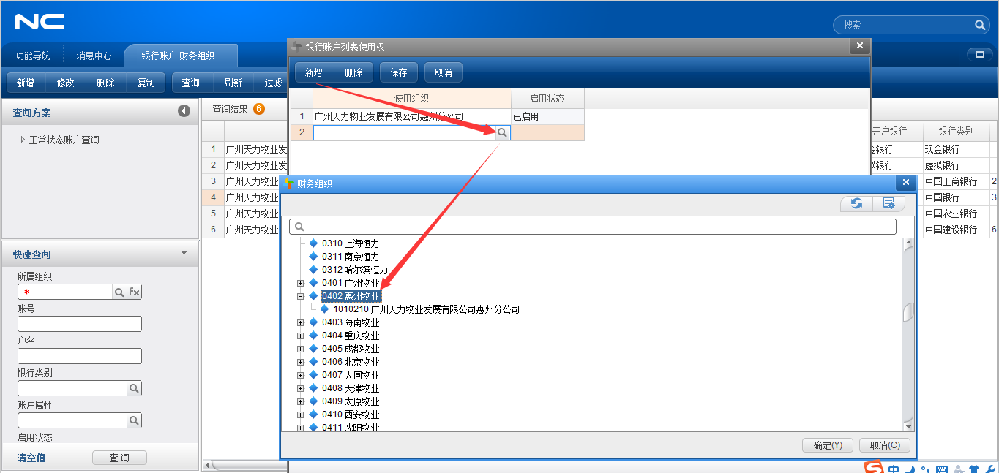 NC
搜索
功能导航 消息中心 银行账户-财务组织
新增 修改 删除 复制 查询 刷新 过滤
查询方案
正常状态账户查询
快速查询
所属组织
* fx
账号
户名
银行类别
账户属性
启用状态
清空值 查 询
查询结果 6
1 广州天力物业发
2 广州天力物业发
3 广州天力物业
4 广州天力物业
5 广州天力物业
6 广州天力物业
开户银行 银行类别
金银行 现金银行
拟银行 虚拟银行
中国工商银行 2
中国银行 3
中国农业银行
中国建设银行 6
银行账户列表使用权
新增 删除 保存 取消
使用组织 启用状态
1 广州天力物业发展有限公司惠州分公司 已启用
2
财务组织
0310 上海恒力
0311 南京恒力
0312 哈尔滨恒力
0401 广州物业
0402 惠州物业
1010210 广州天力物业发展有限公司惠州分公司
0403 海南物业
0404 重庆物业
0405 成都物业
0406 北京物业
0407 大同物业
0408 天津物业
0409 太原物业
0410 西安物业
0411 沈阳物业
确定(Y) 取消(C)
S 中